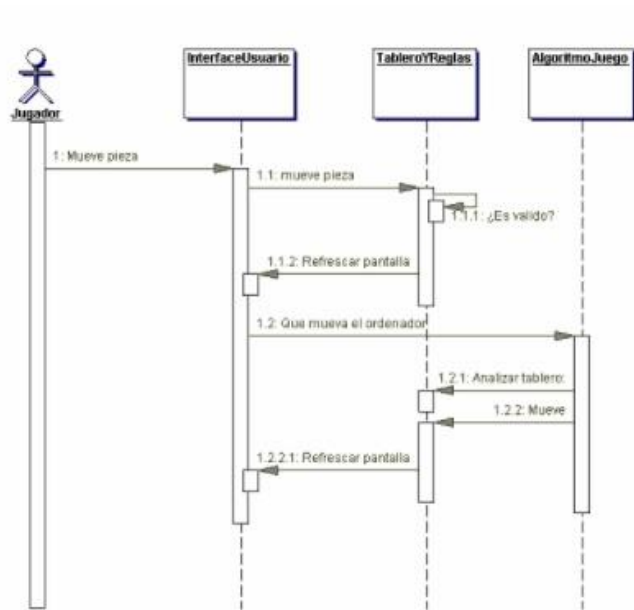 InterfaceUsuario
TableroYReglas
AlgoritmoJuego
Jugador
1: Mueve pieza
1.1: mueve pieza
1.1.1: ¿Es valido?
1.1.2: Refrescar pantalla
1.2: Que mueva el ordenador
1.2.1: Analizar tablero:
1.2.2: Mueve
1.2.2.1: Refrescar pantalla